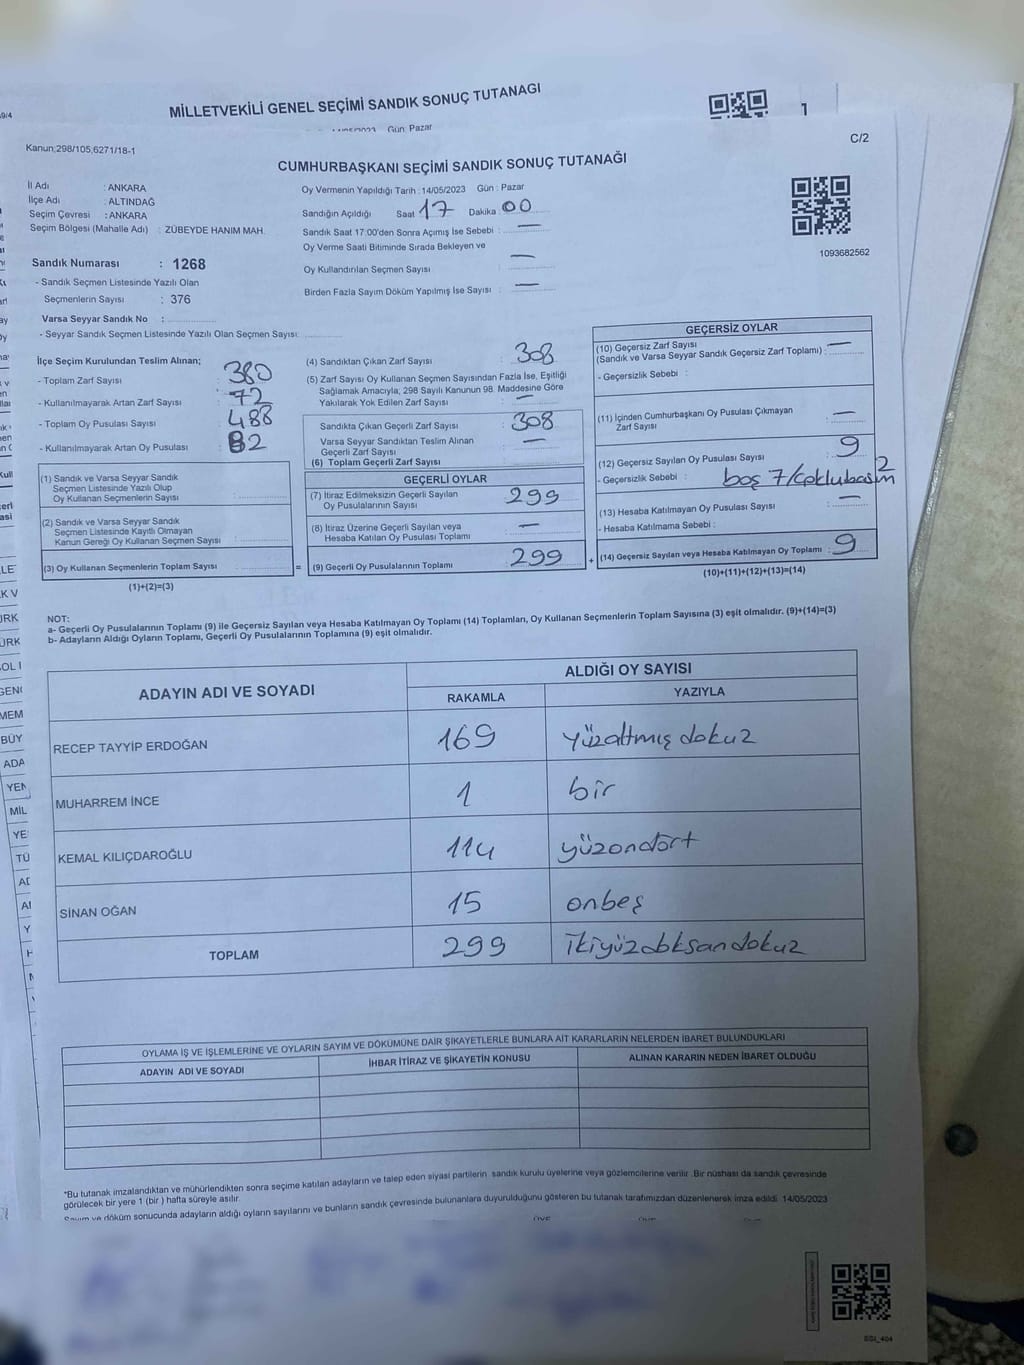 MİLLETVEKİLİ GENEL SEÇİMİ SANDIK SONUÇ TUTANAĞI
1
Gün Pazar
Kanun;298/105,6271/18-1
C/2
CUMHURBAŞKANI SEÇİMİ SANDIK SONUÇ TUTANAĞI
İl Adı : ANKARA
İlçe Adı : ALTINDAĞ
Seçim Çevresi : ANKARA
Seçim Bölgesi (Mahalle Adı) : ZÜBEYDE HANIM MAH.
Sandık Numarası : 1268
- Sandık Seçmen Listesinde Yazılı Olan
Seçmenlerin Sayısı : 376
Varsa Seyyar Sandık No :
- Seyyar Sandık Seçmen Listesinde Yazılı Olan Seçmen Sayısı:
Oy Vermenin Yapıldığı Tarih : 14/05/2023 Gün : Pazar
Sandığın Açıldığı Saat 17 Dakika : 00
Sandık Saat 17:00'den Sonra Açımış İse Sebebi : —
Oy Verme Saati Bitiminde Sırada Bekleyen ve
Oy Kullandırılan Seçmen Sayısı : —
Birden Fazla Sayım Döküm Yapılmış İse Sayısı : —
1093682562
İlçe Seçim Kurulundan Teslim Alınan;
- Toplam Zarf Sayısı : 380
- Kullanılmayarak Artan Zarf Sayısı : 72
- Toplam Oy Pusulası Sayısı : 488
- Kullanılmayarak Artan Oy Pusulası : 82
(1) Sandık ve Varsa Seyyar Sandık
Seçmen Listesinde Yazılı Olup
Oy Kullanan Seçmenlerin Sayısı :
(2) Sandık ve Varsa Seyyar Sandık
Seçmen Listesinde Kayıtlı Olmayan
Kanun Gereği Oy Kullanan Seçmen Sayısı :
(3) Oy Kullanan Seçmenlerin Toplam Sayısı : =
(1)+(2)=(3)
(4) Sandıktan Çıkan Zarf Sayısı : 308
(5) Zarf Sayısı Oy Kullanan Seçmen Sayısından Fazla İse, Eşitliği
Sağlamak Amacıyla; 298 Sayılı Kanunun 98. Maddesine Göre
Yakılarak Yok Edilen Zarf Sayısı : —
Sandıkta Çıkan Geçerli Zarf Sayısı : 308
Varsa Seyyar Sandıktan Teslim Alınan
Geçerli Zarf Sayısı : —
(6) Toplam Geçerli Zarf Sayısı
GEÇERLİ OYLAR
(7) İtiraz Edilmeksizin Geçerli Sayılan
Oy Pusulasının Sayısı : 299
(8) İtiraz Üzerine Geçerli Sayılan veya
Hesaba Katılan Oy Pusulası Toplamı : —
(9) Geçerli Oy Pusulalarının Toplamı : 299 +
GEÇERSİZ OYLAR
(10) Geçersiz Zarf Sayısı
(Sandık ve Varsa Seyyar Sandık Geçersiz Zarf Toplamı) : —
- Geçersizlik Sebebi :
(11) İçinden Cumhurbaşkanı Oy Pusulası Çıkmayan
Zarf Sayısı : —
(12) Geçersiz Sayılan Oy Pusulası Sayısı : 9
- Geçersizlik Sebebi : boş 7/çoklubasım 2
(13) Hesaba Katılmayan Oy Pusulası Sayısı : —
- Hesaba Katılmama Sebebi :
(14) Geçersiz Sayılan veya Hesaba Katılmayan Oy Toplamı : 9
(10)+(11)+(12)+(13)=(14)
NOT:
a- Geçerli Oy Pusulalarının Toplamı (9) ile Geçersiz Sayılan veya Hesaba Katılmayan Oy Toplamı (14) Toplamları, Oy Kullanan Seçmenlerin Toplam Sayısına (3) eşit olmalıdır. (9)+(14)=(3)
b- Adayların Aldığı Oyların Toplamı, Geçerli Oy Pusulalarının Toplamına (9) eşit olmalıdır.
ADAYIN ADI VE SOYADI
ALDIĞI OY SAYISI
RAKAMLA YAZIYLA
RECEP TAYYİP ERDOĞAN 169 yüzaltmış dokuz
MUHARREM İNCE 1 bir
KEMAL KILIÇDAROĞLU 114 yüzondört
SİNAN OĞAN 15 onbeş
TOPLAM 299 ikiyüzdoksandokuz
OYLAMA İŞ VE İŞLEMLERİNE VE OYLARIN SAYIM VE DÖKÜMÜNE DAİR ŞİKAYETLERLE BUNLARA AİT KARARLARIN NELERDEN İBARET BULUNDUKLARI
ADAYIN ADI VE SOYADI İHBAR İTİRAZ VE ŞİKAYETİN KONUSU ALINAN KARARIN NEDEN İBARET OLDUĞU
*Bu tutanak imzalandıktan ve mühürlendikten sonra seçime katılan adayların ve talep eden siyasi partilerin sandık kurulu üyelerine veya gözlemcilerine verilir. Bir nüshası da sandık çevresinde
görülecek bir yere 1 (bir) hafta süreyle asılır.
Sayım ve döküm sonucunda adayların aldığı oyların sayılarını ve bunların sandık çevresinde bulunanlara duyurulduğunu gösteren bu tutanak tarafımızdan düzenlenerek imza edildi. 14/05/2023